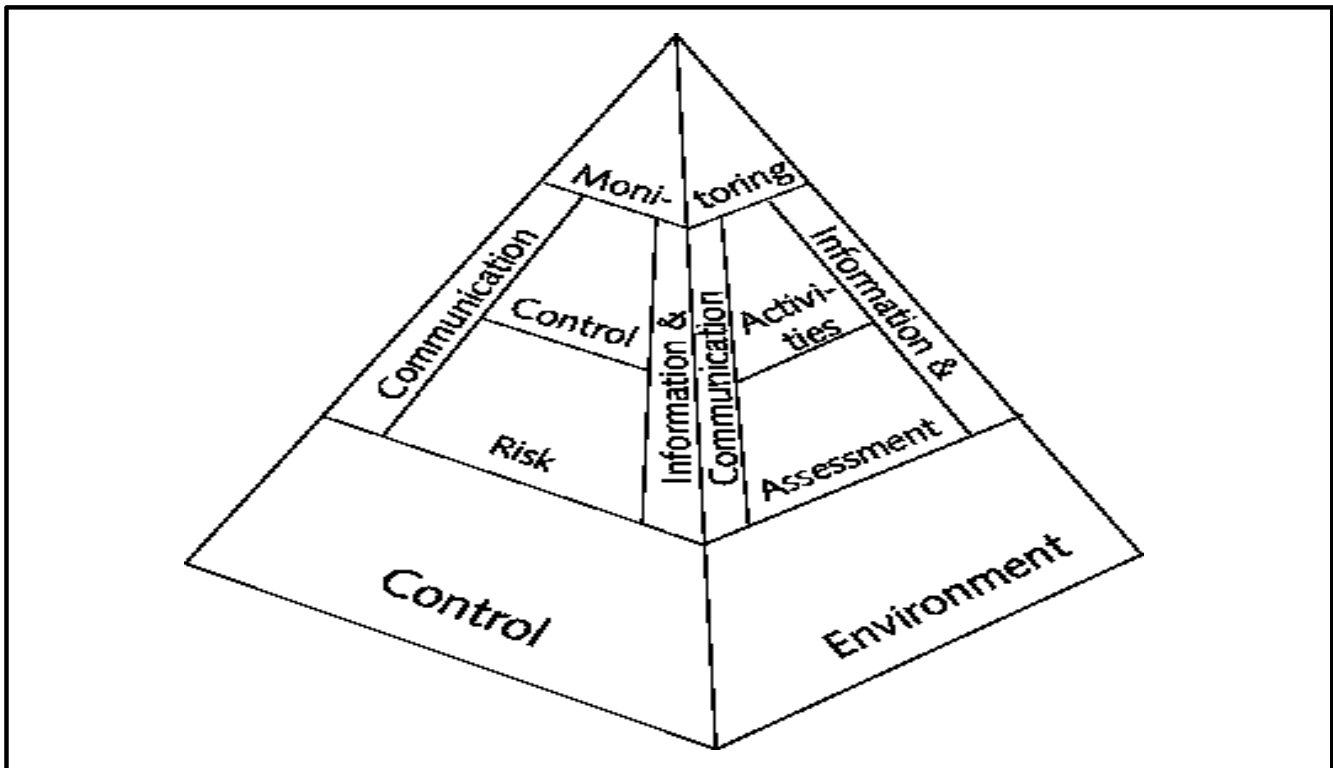 Moni- toring
Communication
Information &
Control
Activi-
ties
Information &
Communication
Risk
Assessment
Control
Environment